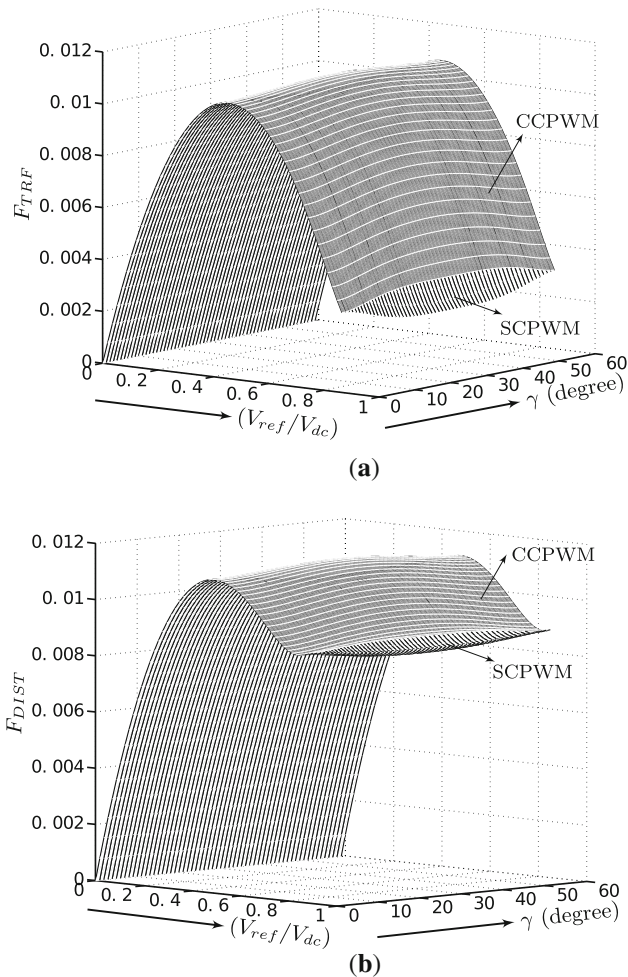 0. 012
0. 01
0. 008
0. 006
0. 004
0. 002
0
F_TRF
CCPWM
SCPWM
0 0. 2 0. 4 0. 6 0. 8 1
(V_ref/V_dc)
0 10 20 30 40 50 60
γ (degree)
(a)
0. 012
0. 01
0. 008
0. 006
0. 004
0. 002
0
F_DIST
CCPWM
SCPWM
0 0. 2 0. 4 0. 6 0. 8 1
(V_ref/V_dc)
0 10 20 30 40 50 60
γ (degree)
(b)